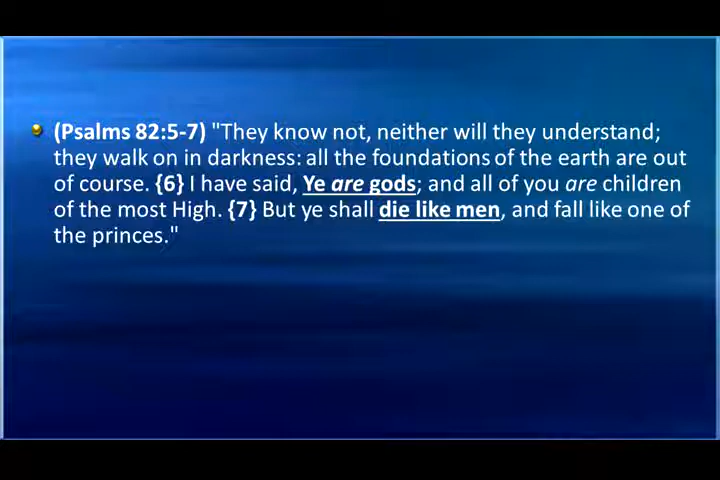 (Psalms 82:5-7) "They know not, neither will they understand;
they walk on in darkness: all the foundations of the earth are out
of course. {6} I have said, Ye are gods; and all of you are children
of the most High. {7} But ye shall die like men, and fall like one of
the princes."